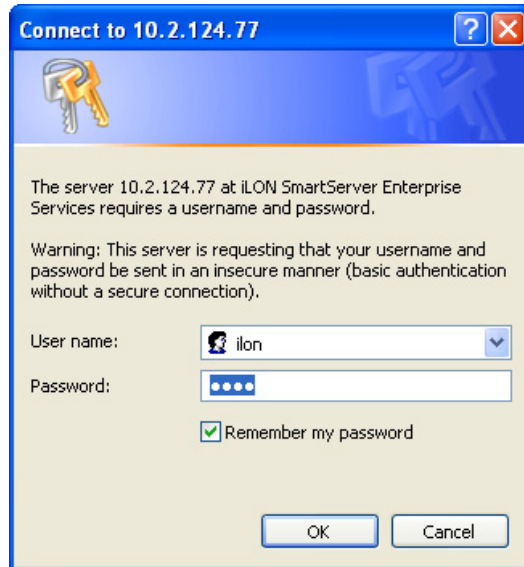 Connect to 10.2.124.77
The server 10.2.124.77 at iLON SmartServer Enterprise
Services requires a username and password.
Warning: This server is requesting that your username and
password be sent in an insecure manner (basic authentication
without a secure connection).
User name:
ilon
Password:
••••
Remember my password
OK
Cancel